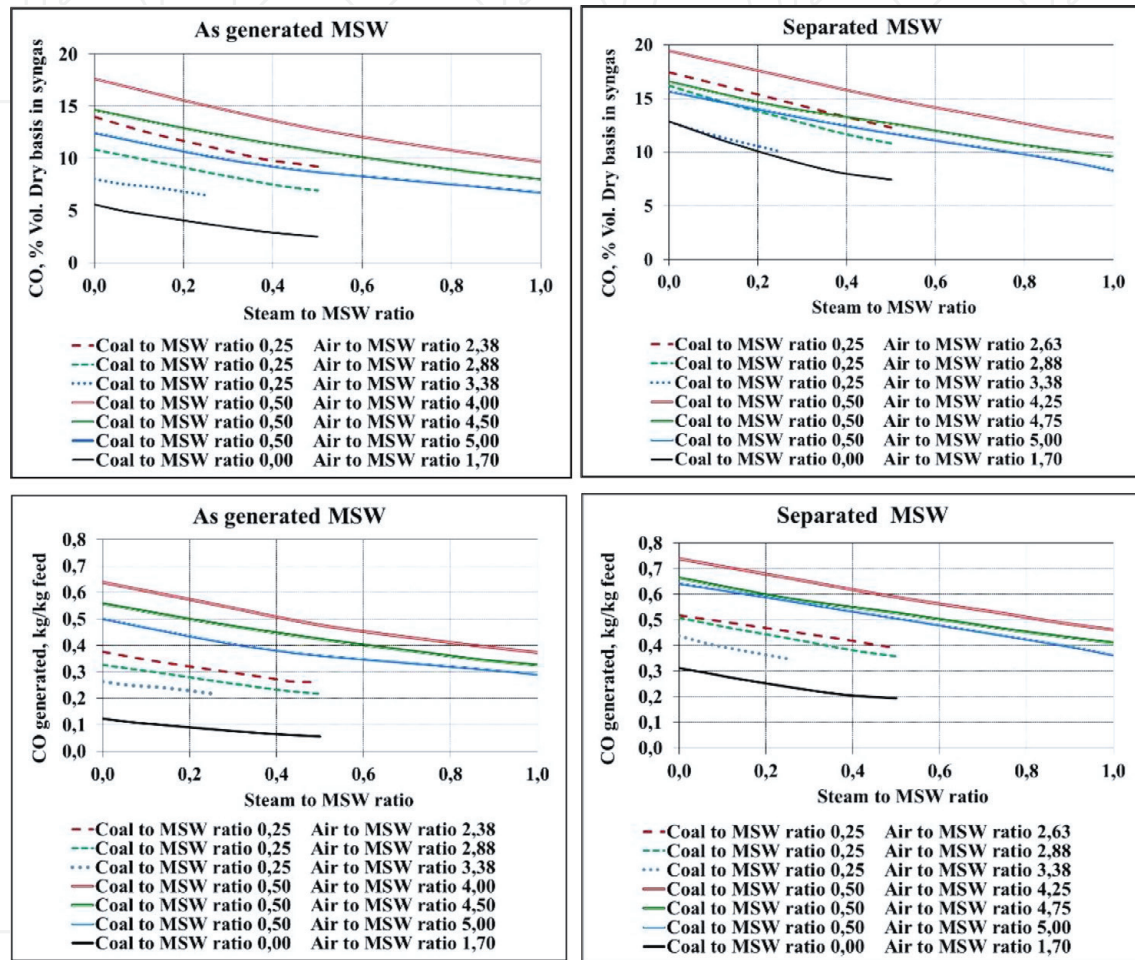 As generated MSW
CO, % Vol. Dry basis in syngas
20
15
10
5
0
0,0 0,2 0,4 0,6 0,8 1,0
Steam to MSW ratio
Coal to MSW ratio 0,25 Air to MSW ratio 2,38
Coal to MSW ratio 0,25 Air to MSW ratio 2,88
Coal to MSW ratio 0,25 Air to MSW ratio 3,38
Coal to MSW ratio 0,50 Air to MSW ratio 4,00
Coal to MSW ratio 0,50 Air to MSW ratio 4,50
Coal to MSW ratio 0,50 Air to MSW ratio 5,00
Coal to MSW ratio 0,00 Air to MSW ratio 1,70
Separated MSW
CO, % Vol. Dry basis in syngas
20
15
10
5
0
0,0 0,2 0,4 0,6 0,8 1,0
Steam to MSW ratio
Coal to MSW ratio 0,25 Air to MSW ratio 2,63
Coal to MSW ratio 0,25 Air to MSW ratio 2,88
Coal to MSW ratio 0,25 Air to MSW ratio 3,38
Coal to MSW ratio 0,50 Air to MSW ratio 4,25
Coal to MSW ratio 0,50 Air to MSW ratio 4,75
Coal to MSW ratio 0,50 Air to MSW ratio 5,00
Coal to MSW ratio 0,00 Air to MSW ratio 1,70
As generated MSW
CO generated, kg/kg feed
0,8
0,7
0,6
0,5
0,4
0,3
0,2
0,1
0,0
0,0 0,2 0,4 0,6 0,8 1,0
Steam to MSW ratio
Coal to MSW ratio 0,25 Air to MSW ratio 2,38
Coal to MSW ratio 0,25 Air to MSW ratio 2,88
Coal to MSW ratio 0,25 Air to MSW ratio 3,38
Coal to MSW ratio 0,50 Air to MSW ratio 4,00
Coal to MSW ratio 0,50 Air to MSW ratio 4,50
Coal to MSW ratio 0,50 Air to MSW ratio 5,00
Coal to MSW ratio 0,00 Air to MSW ratio 1,70
Separated MSW
CO generated, kg/kg feed
0,8
0,7
0,6
0,5
0,4
0,3
0,2
0,1
0,0
0,0 0,2 0,4 0,6 0,8 1,0
Steam to MSW ratio
Coal to MSW ratio 0,25 Air to MSW ratio 2,63
Coal to MSW ratio 0,25 Air to MSW ratio 2,88
Coal to MSW ratio 0,25 Air to MSW ratio 3,38
Coal to MSW ratio 0,50 Air to MSW ratio 4,25
Coal to MSW ratio 0,50 Air to MSW ratio 4,75
Coal to MSW ratio 0,50 Air to MSW ratio 5,00
Coal to MSW ratio 0,00 Air to MSW ratio 1,70